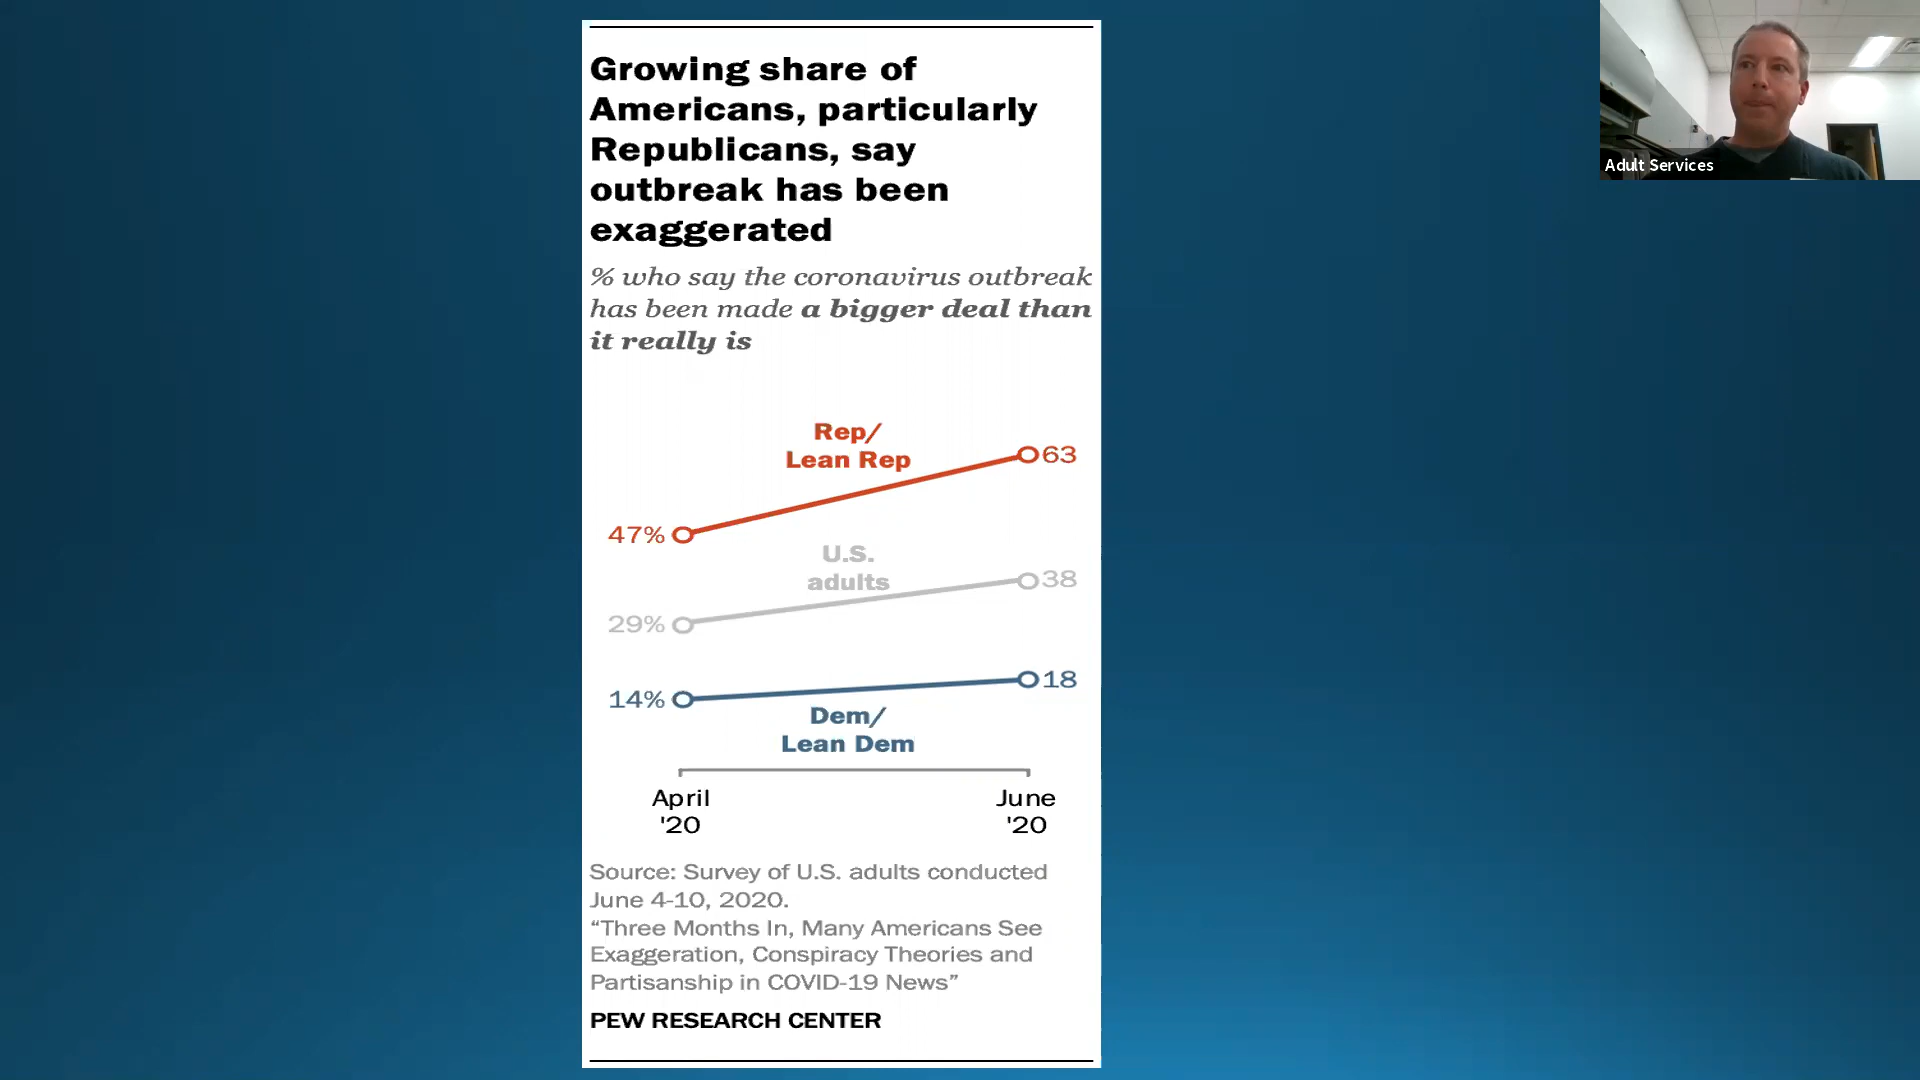 Growing share of
Americans, particularly
Republicans, say
outbreak has been
exaggerated
% who say the coronavirus outbreak
has been made a bigger deal than
it really is
Rep/
Lean Rep
63
47%
U.S.
adults
38
29%
18
14%
Dem/
Lean Dem
April
'20
June
'20
Source: Survey of U.S. adults conducted
June 4-10, 2020.
“Three Months In, Many Americans See
Exaggeration, Conspiracy Theories and
Partisanship in COVID-19 News”
PEW RESEARCH CENTER
Adult Services